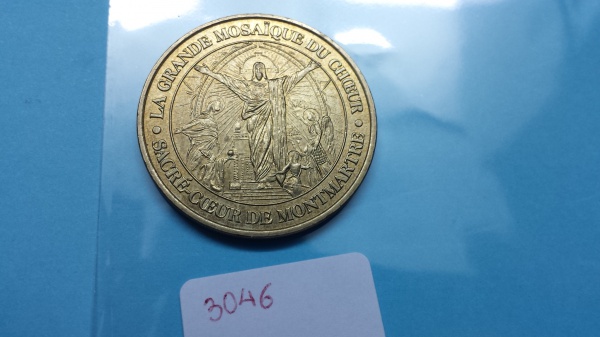 • LA GRANDE MOSAÏQUE DU CHŒUR •
SACRÉ-CŒUR DE MONTMARTRE
3046